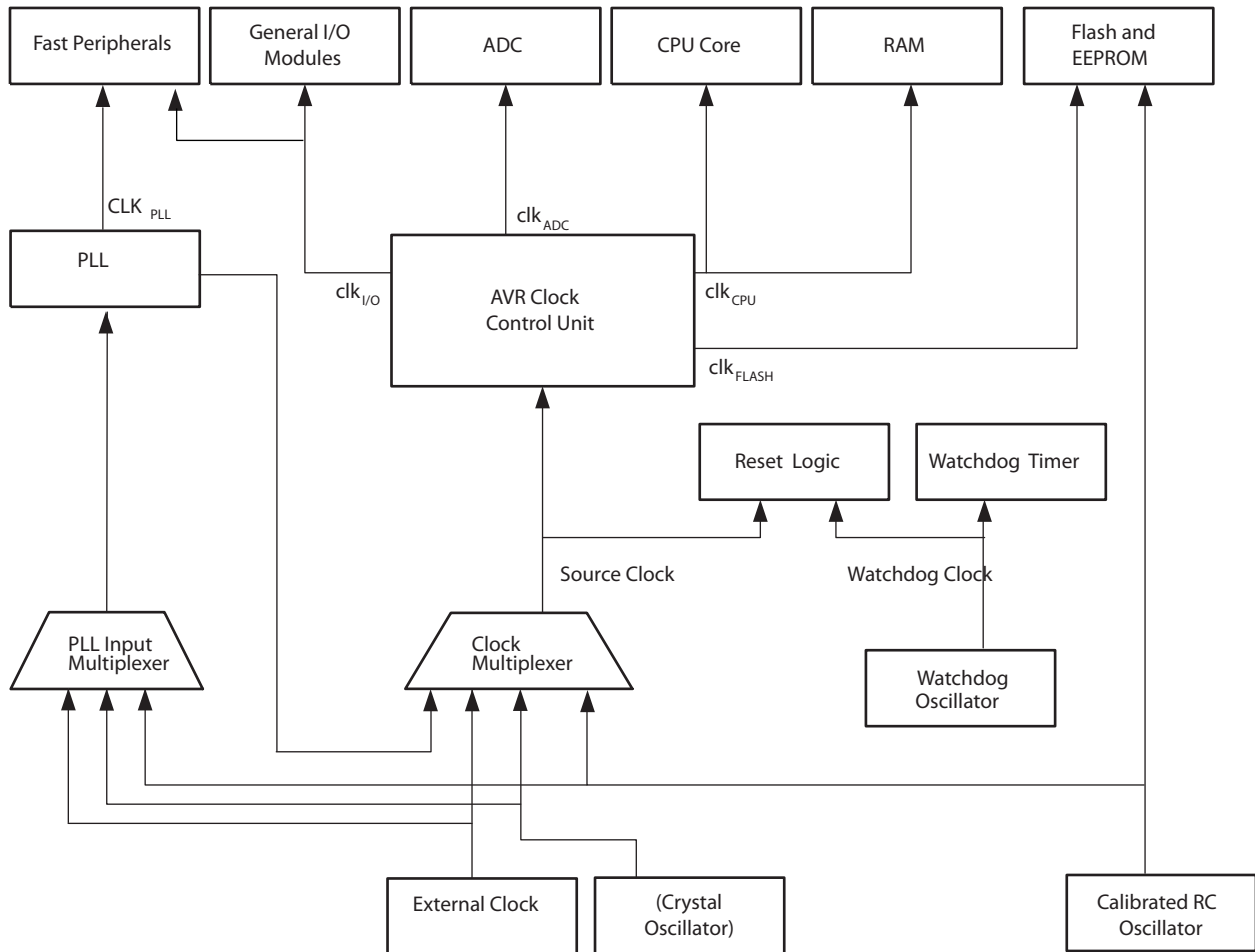 Fast Peripherals
General I/O
Modules
ADC
CPU Core
RAM
Flash and
EEPROM
CLK PLL
clkADC
PLL
clkI/O
AVR Clock
Control Unit
clkCPU
clkFLASH
Reset Logic
Watchdog Timer
Source Clock
Watchdog Clock
PLL Input
Multiplexer
Clock
Multiplexer
Watchdog
Oscillator
External Clock
(Crystal
Oscillator)
Calibrated RC
Oscillator